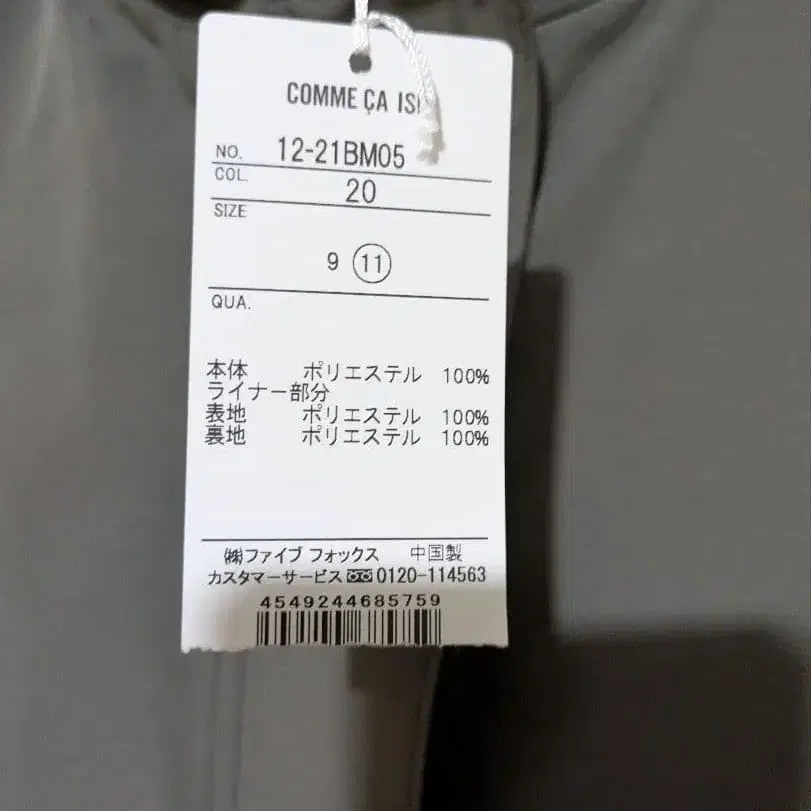 COMME ÇA IS
NO. 12-21BM05
COL. 20
SIZE
9 ⑪
QUA.
本体 ポリエステル 100%
ライナー部分
表地 ポリエステル 100%
裏地 ポリエステル 100%
㈱ファイブ フォックス 中国製
カスタマーサービス 0120-114563
4549244685759